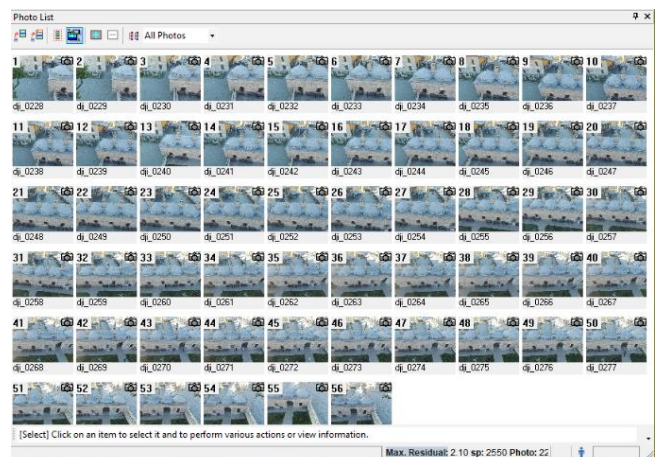 Photo List
All Photos
1 2 3 4 5 6 7 8 9 10
dji_0228 dji_0229 dji_0230 dji_0231 dji_0232 dji_0233 dji_0234 dji_0235 dji_0236 dji_0237
11 12 13 14 15 16 17 18 19 20
dji_0238 dji_0239 dji_0240 dji_0241 dji_0242 dji_0243 dji_0244 dji_0245 dji_0246 dji_0247
21 22 23 24 25 26 27 28 29 30
dji_0248 dji_0249 dji_0250 dji_0251 dji_0252 dji_0253 dji_0254 dji_0255 dji_0256 dji_0257
31 32 33 34 35 36 37 38 39 40
dji_0258 dji_0259 dji_0260 dji_0261 dji_0262 dji_0263 dji_0264 dji_0265 dji_0266 dji_0267
41 42 43 44 45 46 47 48 49 50
dji_0268 dji_0269 dji_0270 dji_0271 dji_0272 dji_0273 dji_0274 dji_0275 dji_0276 dji_0277
51 52 53 54 55 56
[Select] Click on an item to select it and to perform various actions or view information.
Max. Residual: 2.10 sp: 2550 Photo: 22